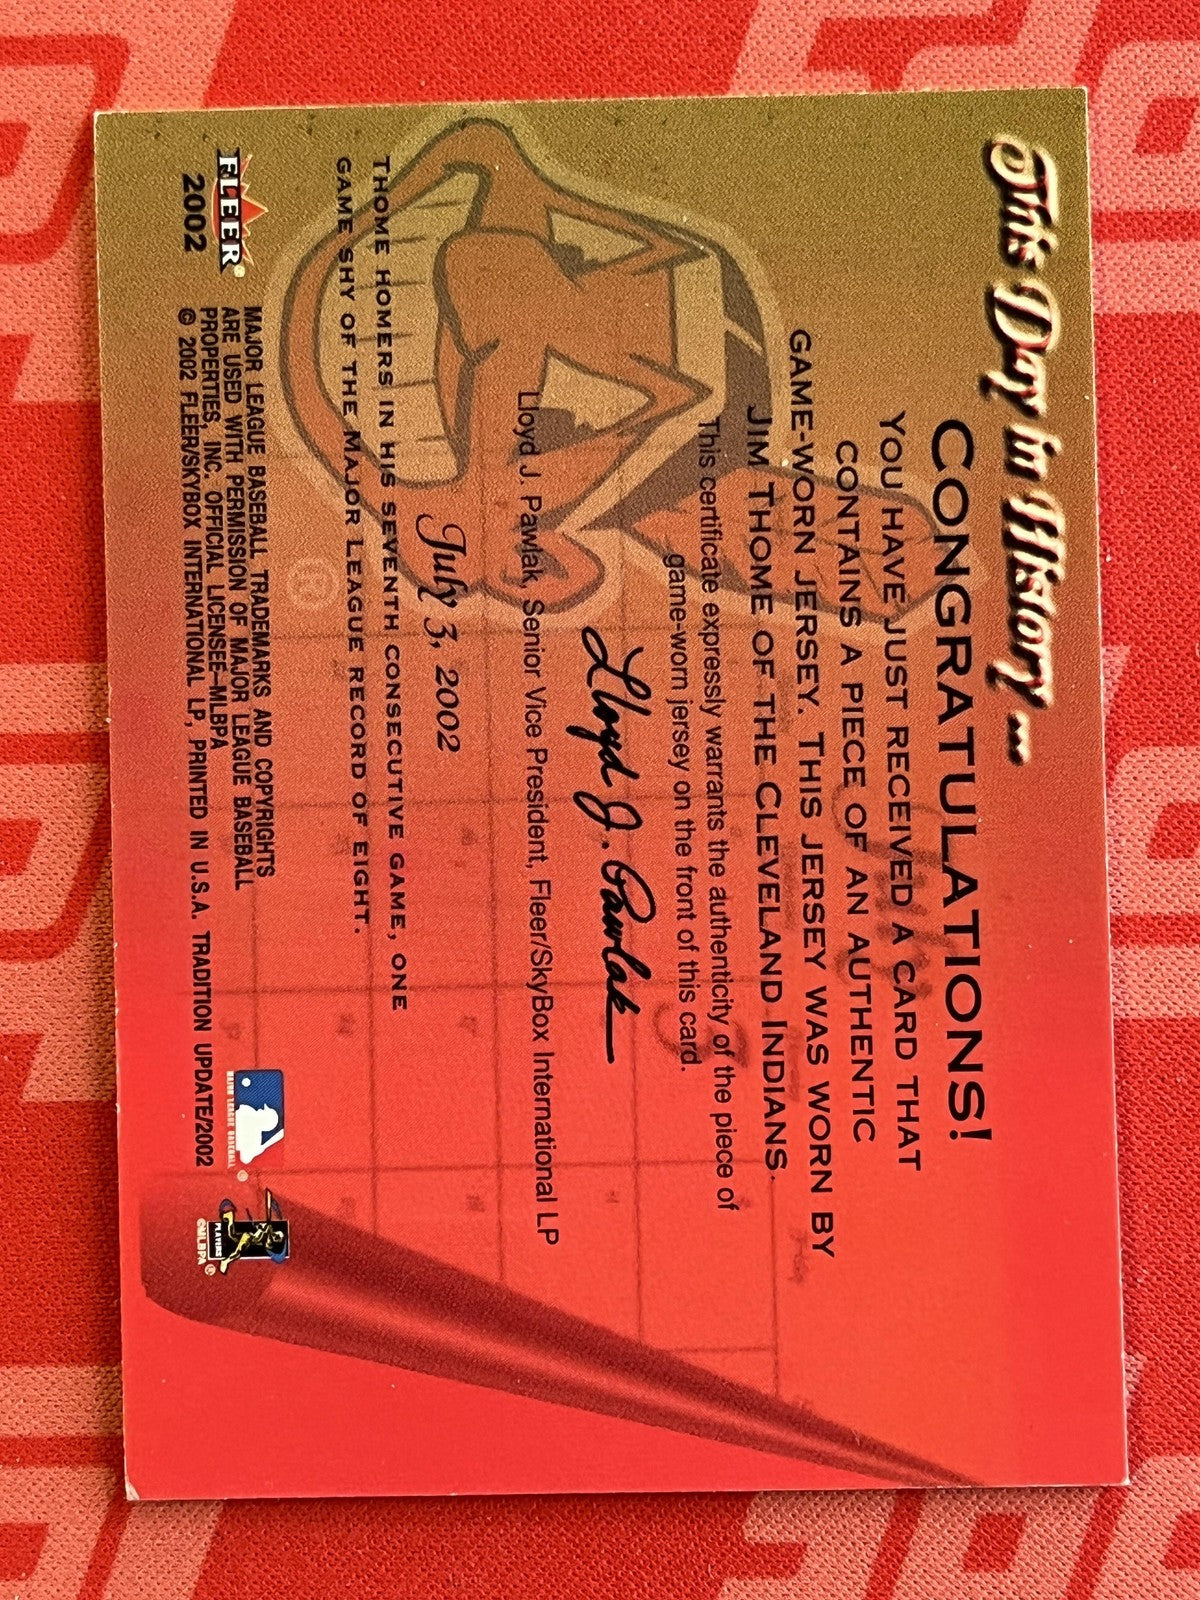 This Day in History ...
CONGRATULATIONS!
YOU HAVE JUST RECEIVED A CARD THAT
CONTAINS A PIECE OF AN AUTHENTIC
GAME-WORN JERSEY. THIS JERSEY WAS WORN BY
JIM THOME OF THE CLEVELAND INDIANS.
This certificate expressly warrants the authenticity of the piece of
game-worn jersey on the front of this card.
Lloyd J. Pawlak
Lloyd J. Pawlak, Senior Vice President, Fleer/SkyBox International LP
July 3, 2002
THOME HOMERS IN HIS SEVENTH CONSECUTIVE GAME, ONE
GAME SHY OF THE MAJOR LEAGUE RECORD OF EIGHT.
®
FLEER®
2002
MAJOR LEAGUE BASEBALL TRADEMARKS AND COPYRIGHTS
ARE USED WITH PERMISSION OF MAJOR LEAGUE BASEBALL
PROPERTIES, INC. OFFICIAL LICENSEE–MLBPA
© 2002 FLEER/SKYBOX INTERNATIONAL LP, PRINTED IN U.S.A. TRADITION UPDATE/2002
MAJOR LEAGUE BASEBALL ®
PLAYERS
©MLBPA ®